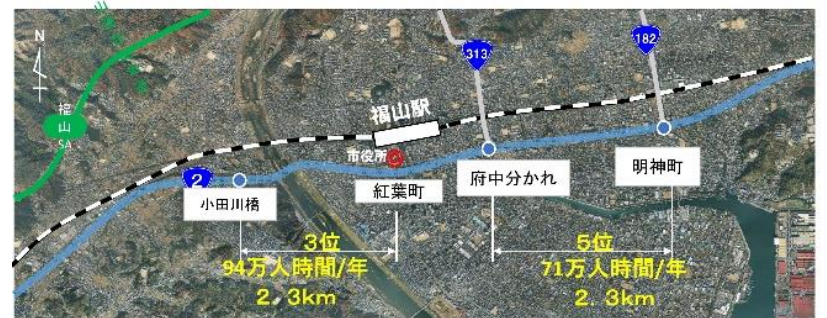 N
福山SA
313
182
福山駅
市役所
2
小田川橋
紅葉町
府中分かれ
明神町
3位
94万人時間/年
2.3km
5位
71万人時間/年
2.3km